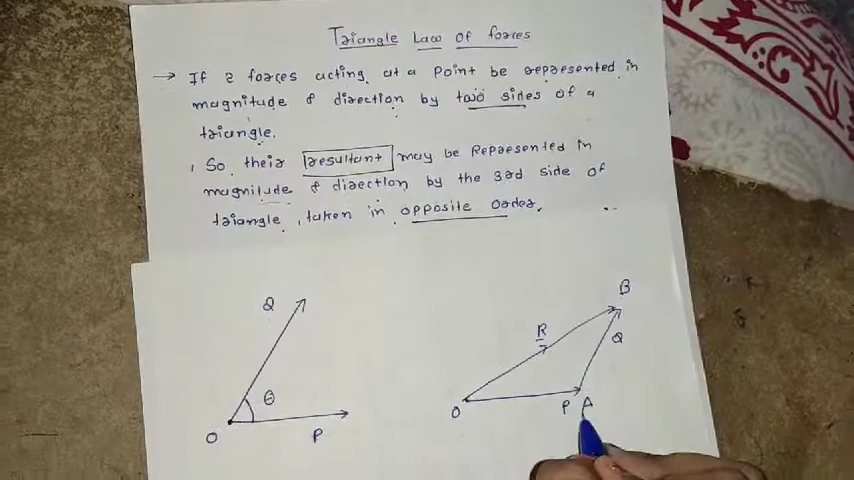 Triangle Law Of forces
→ If 2 forces acting at a Point be represented in
magnitude & direction by two sides of a
triangle.
So their resultant may be Represented in
magnitude & direction by the 3rd side of
triangle, taken in opposite order.
Q
θ
O
P
B
R
Q
O
P A